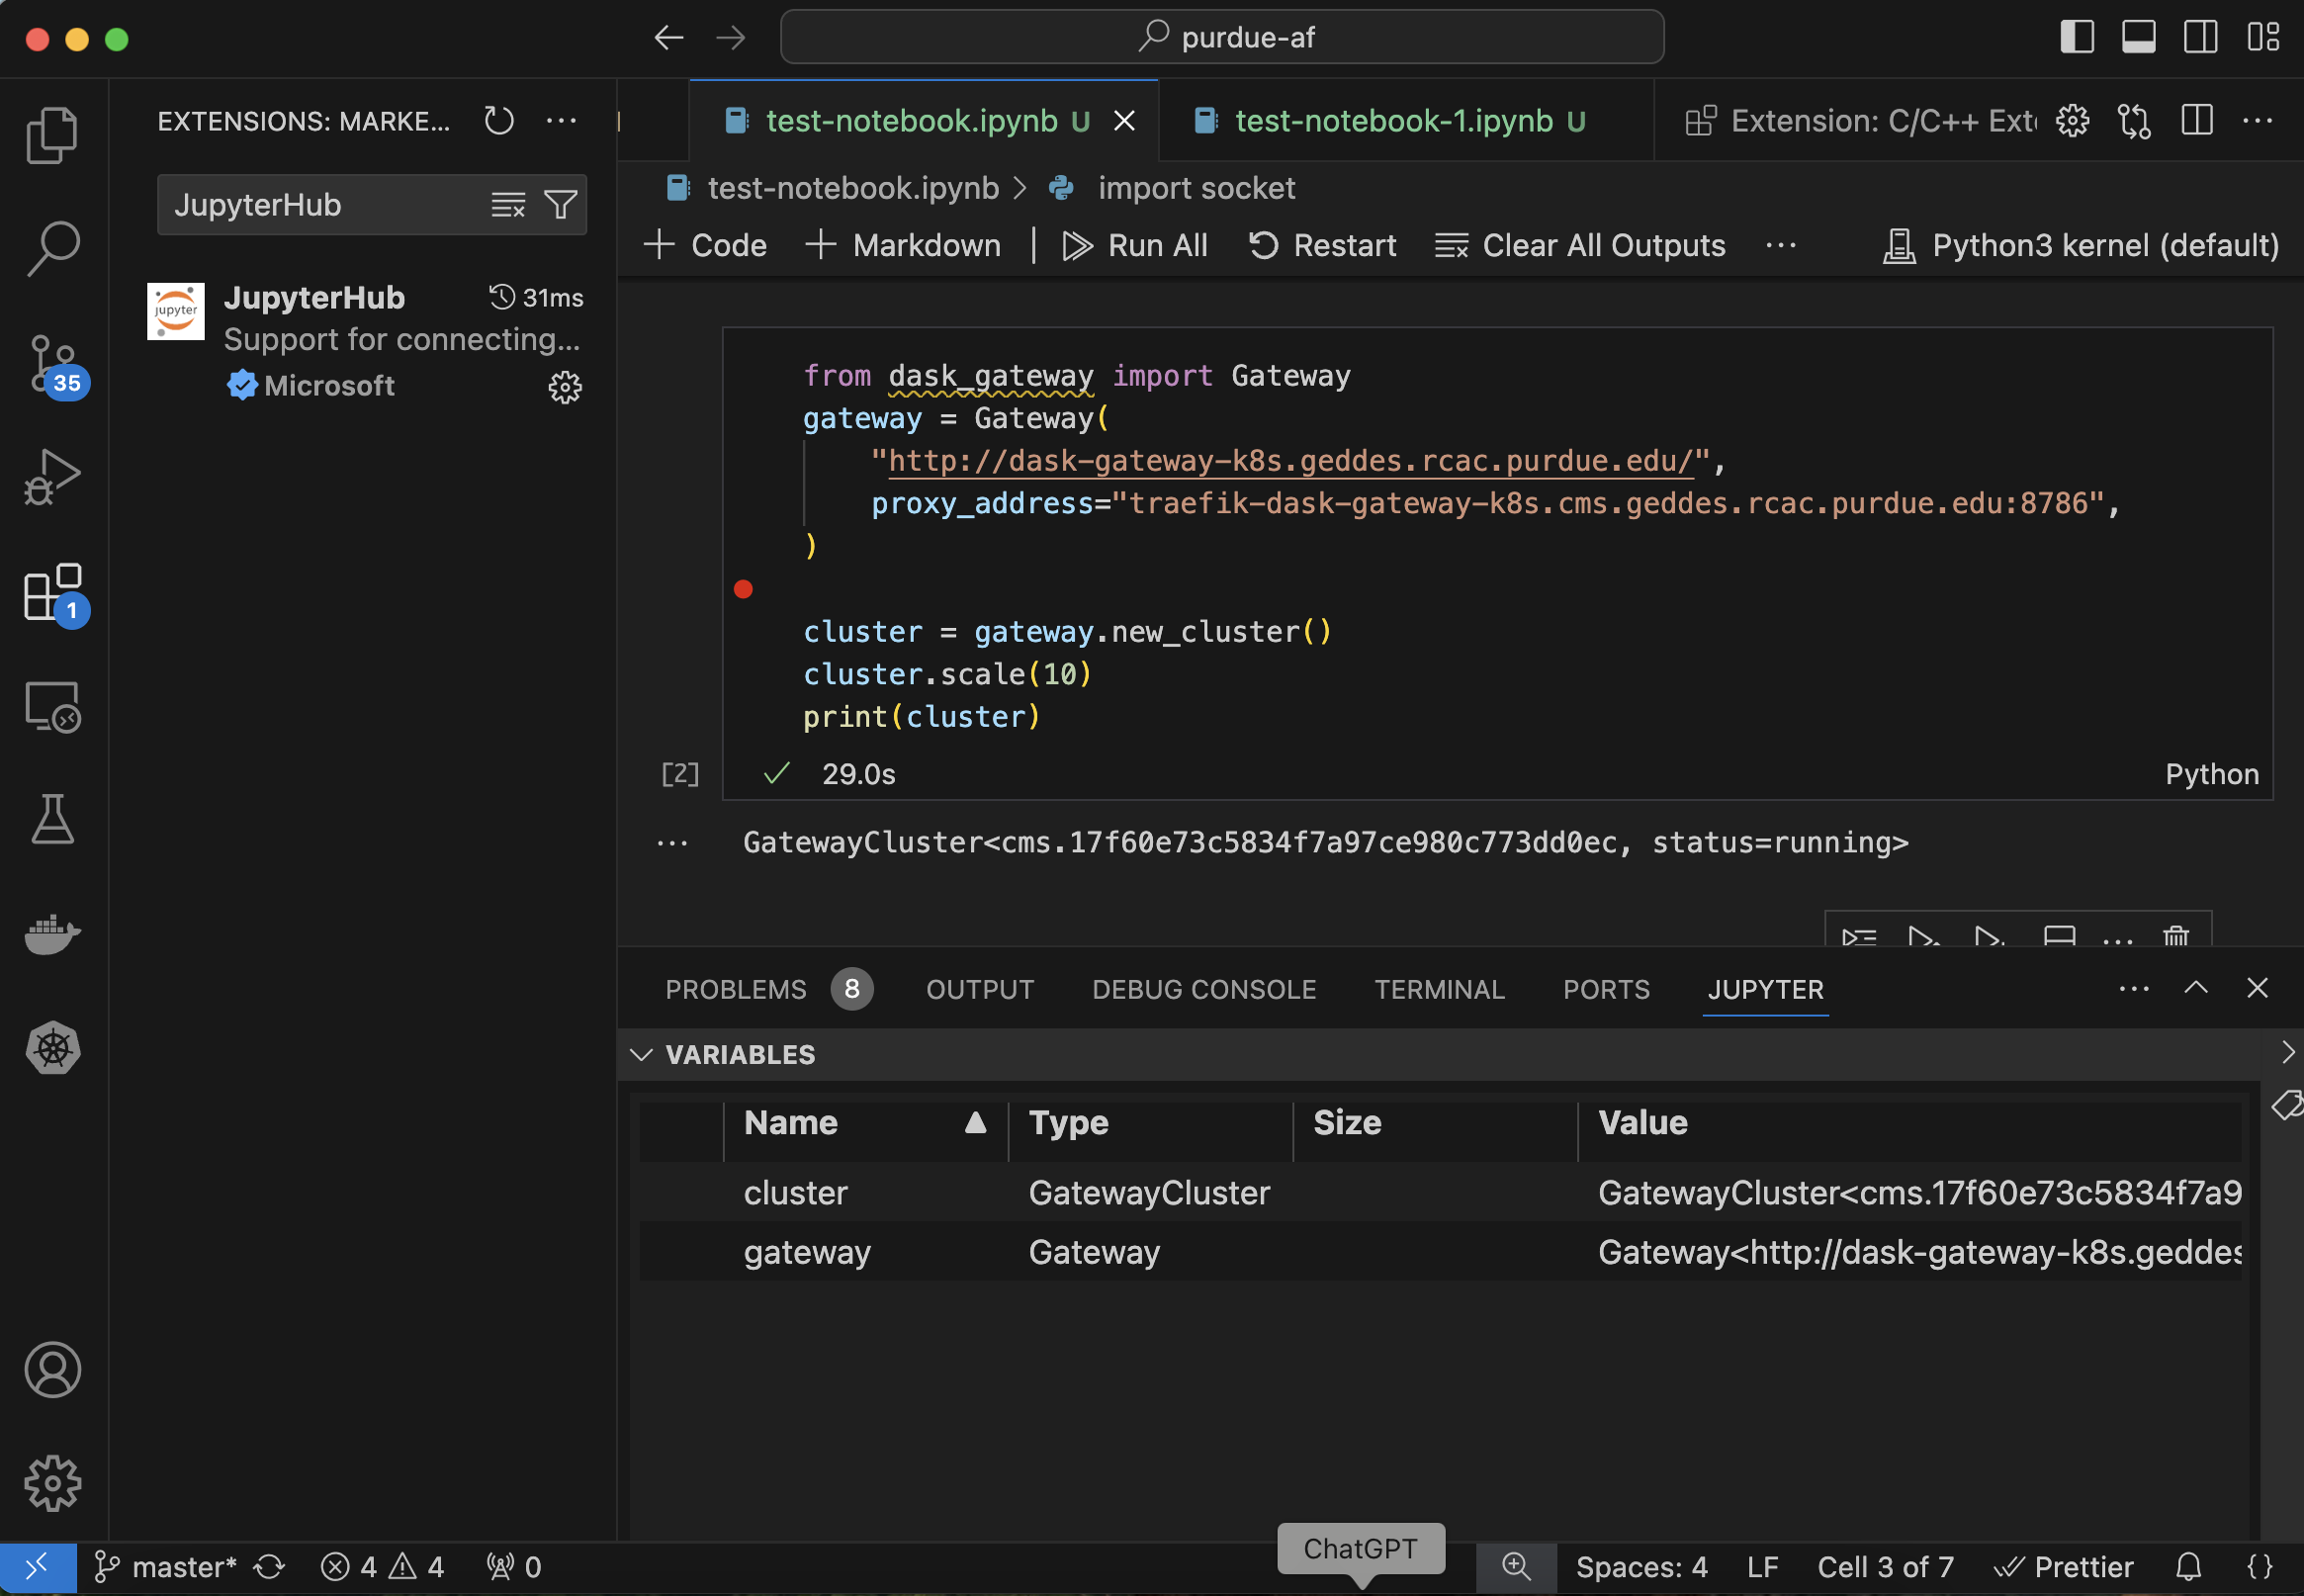 purdue-af
EXTENSIONS: MARKE...
test-notebook.ipynb U
test-notebook-1.ipynb U
Extension: C/C++ Ext
JupyterHub
test-notebook.ipynb > import socket
Code
Markdown
Run All
Restart
Clear All Outputs
Python3 kernel (default)
jupyter
JupyterHub
31ms
Support for connecting...
Microsoft
35
1
from dask_gateway import Gateway
gateway = Gateway(
"http://dask-gateway-k8s.geddes.rcac.purdue.edu/",
proxy_address="traefik-dask-gateway-k8s.cms.geddes.rcac.purdue.edu:8786",
)
cluster = gateway.new_cluster()
cluster.scale(10)
print(cluster)
[2]
29.0s
Python
GatewayCluster<cms.17f60e73c5834f7a97ce980c773dd0ec, status=running>
PROBLEMS 8
OUTPUT
DEBUG CONSOLE
TERMINAL
PORTS
JUPYTER
VARIABLES
Name Type Size Value
cluster GatewayCluster GatewayCluster<cms.17f60e73c5834f7a9
gateway Gateway Gateway<http://dask-gateway-k8s.geddes
ChatGPT
master*
4
4
0
Spaces: 4
LF
Cell 3 of 7
Prettier